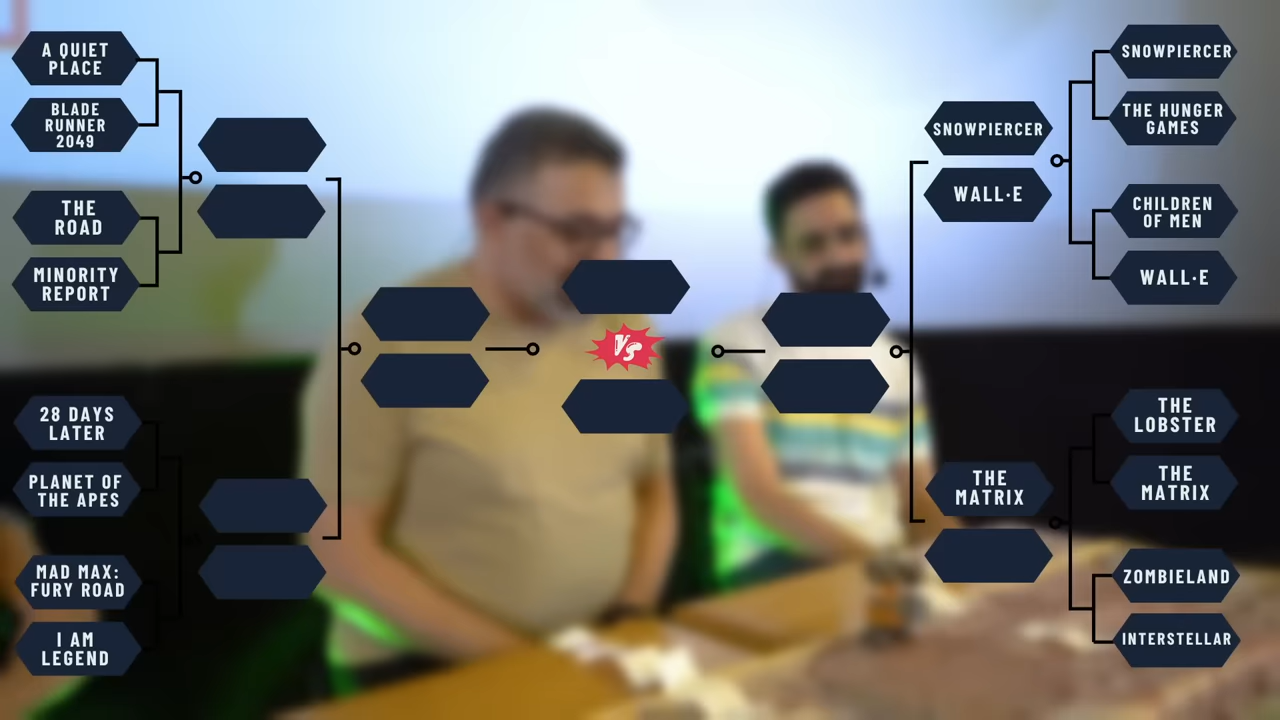 A QUIET
PLACE
BLADE
RUNNER
2049
THE
ROAD
MINORITY
REPORT
28 DAYS
LATER
PLANET OF
THE APES
MAD MAX:
FURY ROAD
I AM
LEGEND
VS
SNOWPIERCER
WALL·E
THE
MATRIX
SNOWPIERCER
THE HUNGER
GAMES
CHILDREN
OF MEN
WALL·E
THE
LOBSTER
THE
MATRIX
ZOMBIELAND
INTERSTELLAR